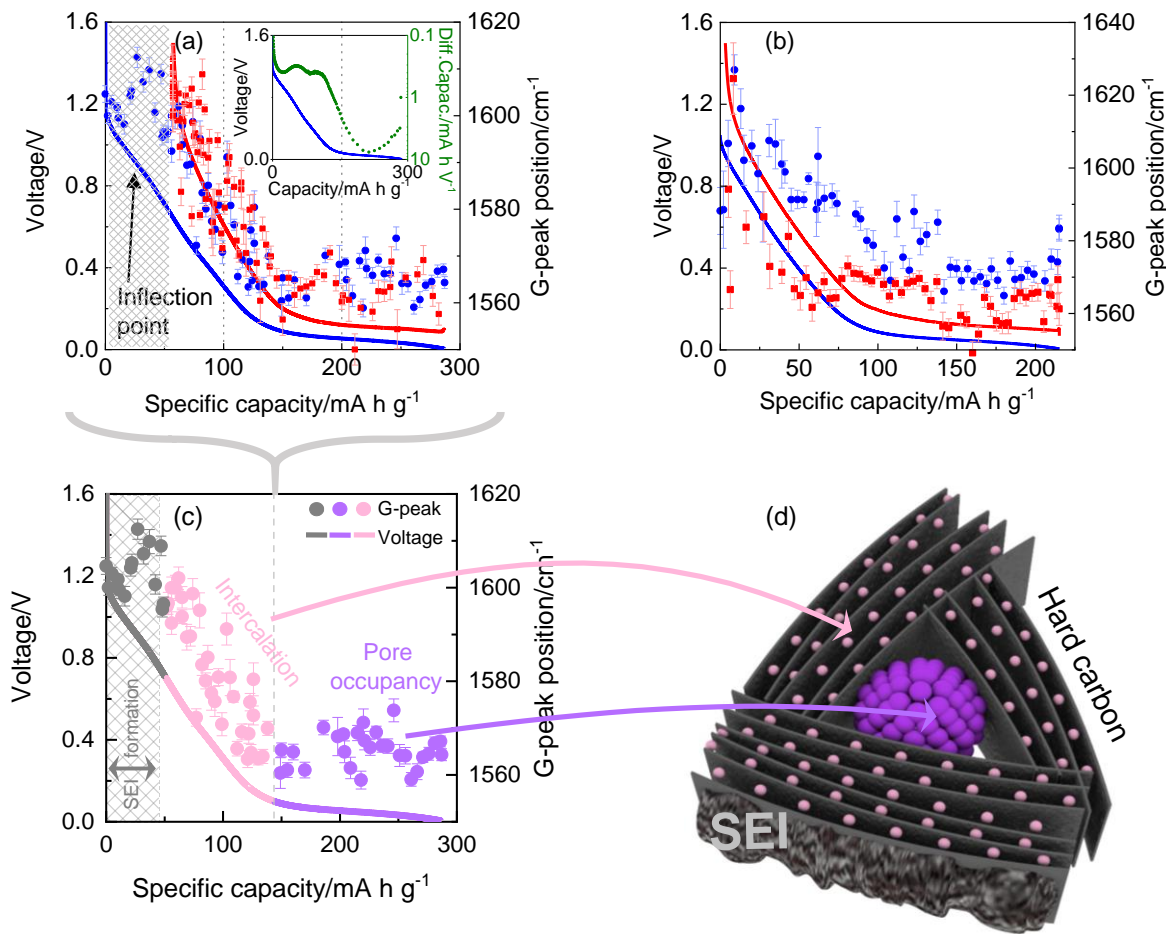 (a)
1.6
1.2
0.8
0.4
0.0
Voltage/V
0
100
200
300
Specific capacity/mA h g⁻¹
1620
1600
1580
1560
G-peak position/cm⁻¹
Inflection
point
1.6
0.0
Voltage/V
0
300
Capacity/mA h g⁻¹
0.1
1
10
Diff.Capac./mA h V⁻¹
(b)
1.6
1.2
0.8
0.4
0.0
Voltage/V
0
50
100
150
200
Specific capacity/mA h g⁻¹
1640
1620
1600
1580
1560
G-peak position/cm⁻¹
(c)
G-peak
Voltage
1.6
1.2
0.8
0.4
0.0
Voltage/V
0
100
200
300
Specific capacity/mA h g⁻¹
1620
1600
1580
1560
G-peak position/cm⁻¹
SEI
formation
Intercalation
Pore
occupancy
(d)
Hard carbon
SEI